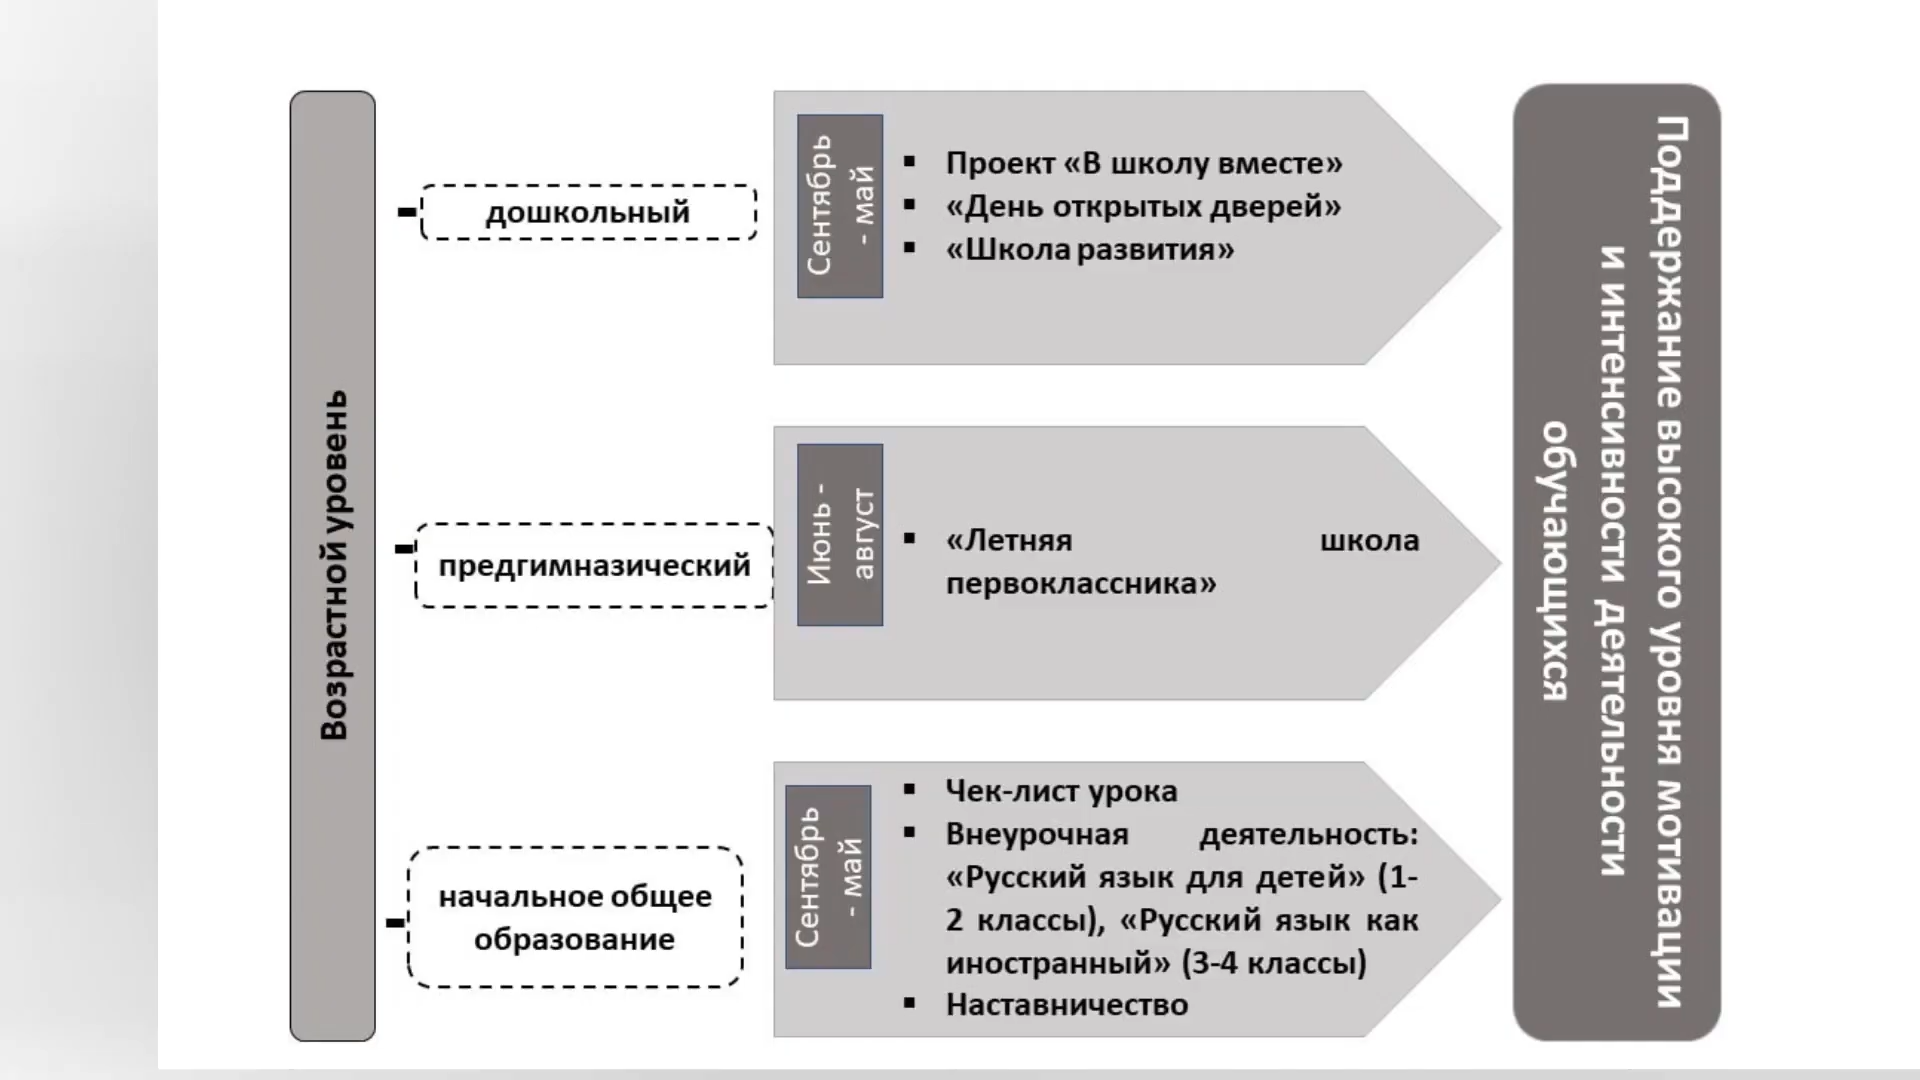 Возрастной уровень
дошкольный
Сентябрь
- май
▪ Проект «В школу вместе»
▪ «День открытых дверей»
▪ «Школа развития»
предгимназический
Июнь -
август
▪ «Летняя школа
первоклассника»
начальное общее
образование
Сентябрь
- май
▪ Чек-лист урока
▪ Внеурочная деятельность:
«Русский язык для детей» (1-
2 классы), «Русский язык как
иностранный» (3-4 классы)
▪ Наставничество
Поддержание высокого уровня мотивации
и интенсивности деятельности
обучающихся